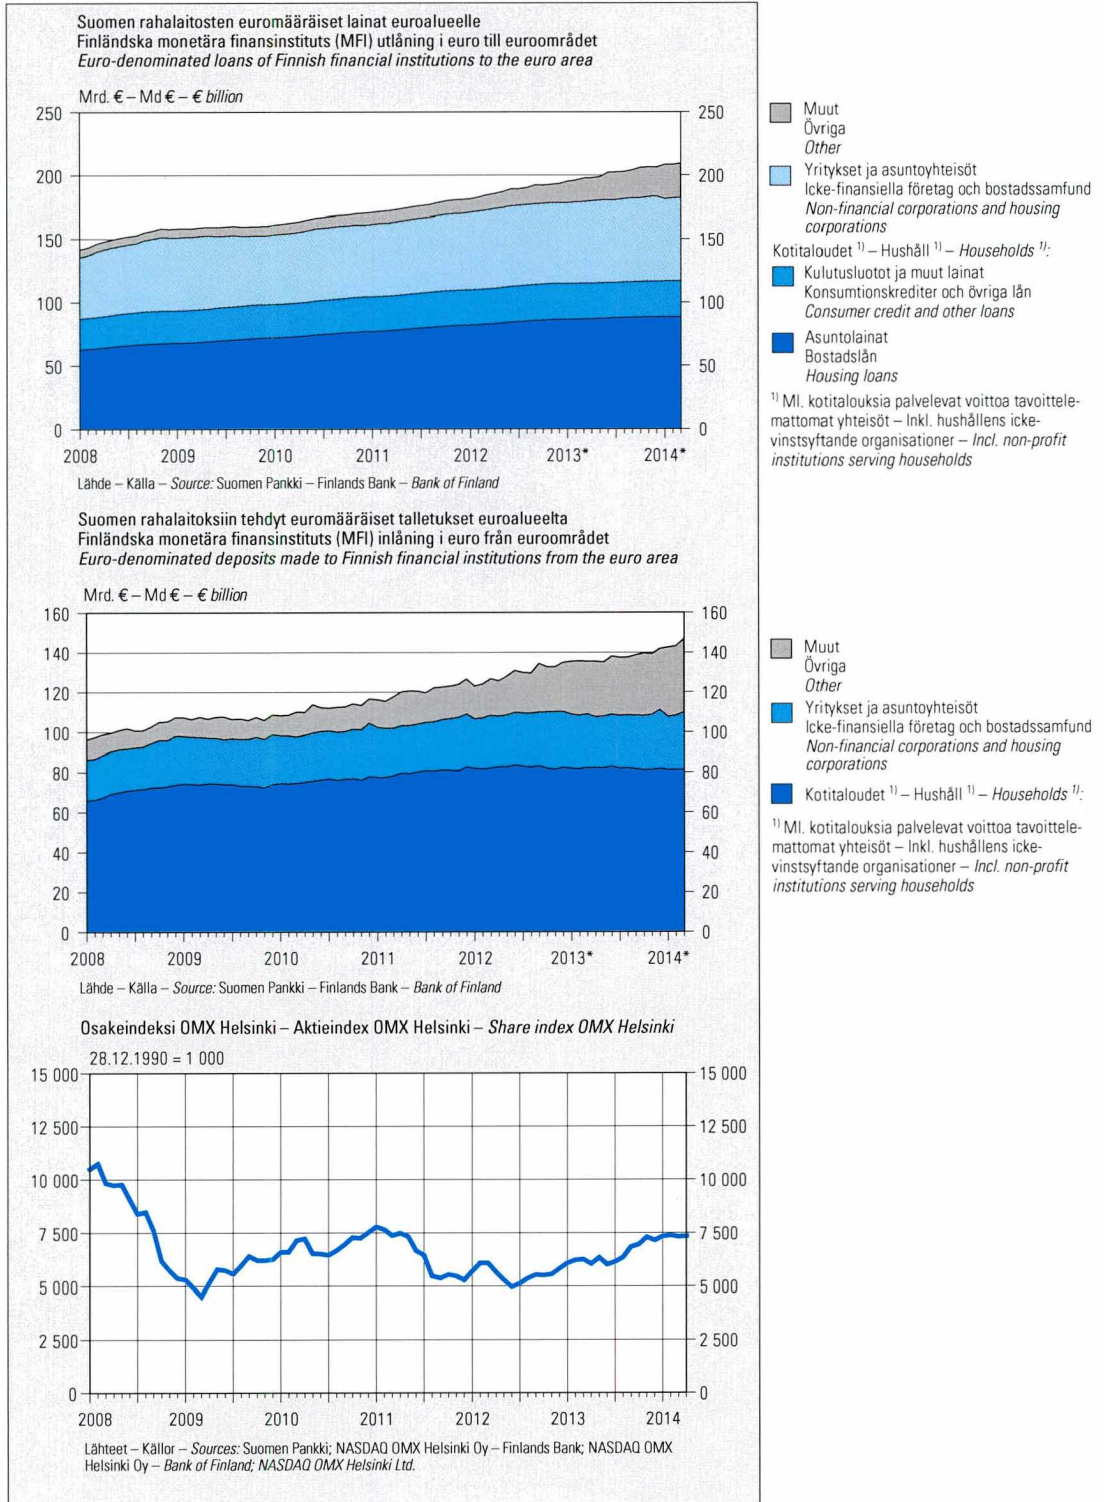 Suomen rahalaitosten euromääräiset lainat euroalueelle
Finländska monetära finansinstituts (MFI) utlåning i euro till euroområdet
Euro-denominated loans of Finnish financial institutions to the euro area
Mrd. € – Md € – € billion
250 250
200 200
150 150
100 100
50 50
0 0
2008 2009 2010 2011 2012 2013* 2014*
Lähde – Källa – Source: Suomen Pankki – Finlands Bank – Bank of Finland
Muut
Övriga
Other
Yritykset ja asuntoyhteisöt
Icke-finansiella företag och bostadssamfund
Non-financial corporations and housing
corporations
Kotitaloudet 1) – Hushåll 1) – Households 1):
Kulutusluotot ja muut lainat
Konsumtionskrediter och övriga lån
Consumer credit and other loans
Asuntolainat
Bostadslån
Housing loans
1) Ml. kotitalouksia palvelevat voittoa tavoittele-
mattomat yhteisöt – Inkl. hushållens icke-
vinstsyftande organisationer – Incl. non-profit
institutions serving households
Suomen rahalaitoksiin tehdyt euromääräiset talletukset euroalueelta
Finländska monetära finansinstituts (MFI) inlåning i euro från euroområdet
Euro-denominated deposits made to Finnish financial institutions from the euro area
Mrd. € – Md € – € billion
160 160
140 140
120 120
100 100
80 80
60 60
40 40
20 20
0 0
2008 2009 2010 2011 2012 2013* 2014*
Lähde – Källa – Source: Suomen Pankki – Finlands Bank – Bank of Finland
Muut
Övriga
Other
Yritykset ja asuntoyhteisöt
Icke-finansiella företag och bostadssamfund
Non-financial corporations and housing
corporations
Kotitaloudet 1) – Hushåll 1) – Households 1):
1) Ml. kotitalouksia palvelevat voittoa tavoittele-
mattomat yhteisöt – Inkl. hushållens icke-
vinstsyftande organisationer – Incl. non-profit
institutions serving households
Osakeindeksi OMX Helsinki – Aktieindex OMX Helsinki – Share index OMX Helsinki
28.12.1990 = 1 000
15 000 15 000
12 500 12 500
10 000 10 000
7 500 7 500
5 000 5 000
2 500 2 500
0 0
2008 2009 2010 2011 2012 2013 2014
Lähteet – Källor – Sources: Suomen Pankki; NASDAQ OMX Helsinki Oy – Finlands Bank; NASDAQ OMX
Helsinki Oy – Bank of Finland; NASDAQ OMX Helsinki Ltd.